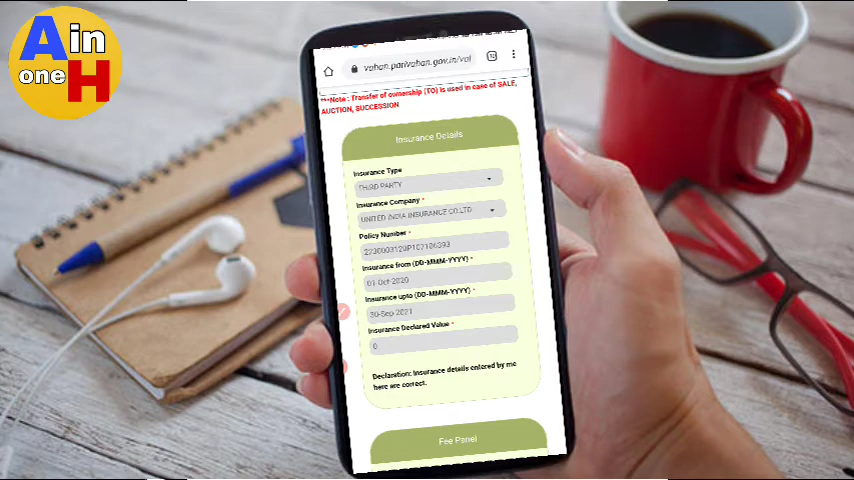 A in
one H
vahan.parivahan.gov.in/vah
***Note : Transfer of ownership (TO) is used in case of SALE,
AUCTION, SUCCESSION
Insurance Details
Insurance Type
THIRD PARTY
Insurance Company *
UNITED INDIA INSURANCE CO.LTD
Policy Number *
Insurance from (DD-MMM-YYYY) *
01-Oct-2020
Insurance upto (DD-MMM-YYYY) *
30-Sep-2021
Insurance Declared Value *
0
Declaration: Insurance details entered by me
here are correct.
Fee Panel